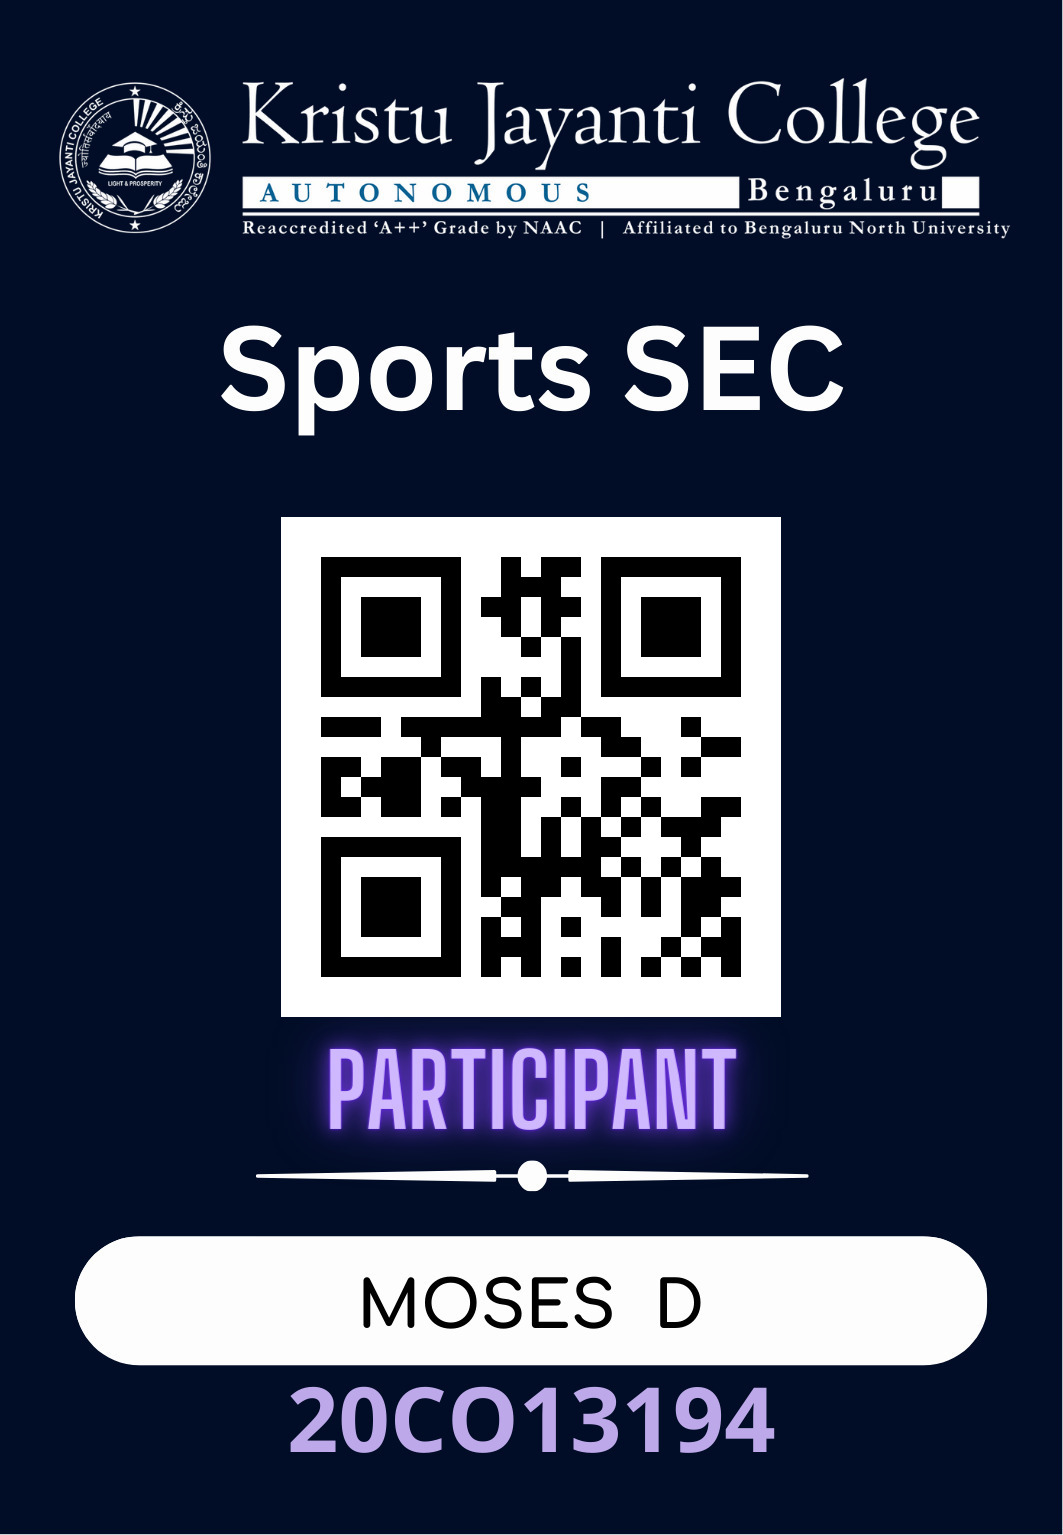 Kristu Jayanti College
AUTONOMOUS Bengaluru
Reaccredited ‘A++’ Grade by NAAC | Affiliated to Bengaluru North University
KRISTU JAYANTI COLLEGE
LIGHT & PROSPERITY
Sports SEC
PARTICIPANT
MOSES D
20CO13194